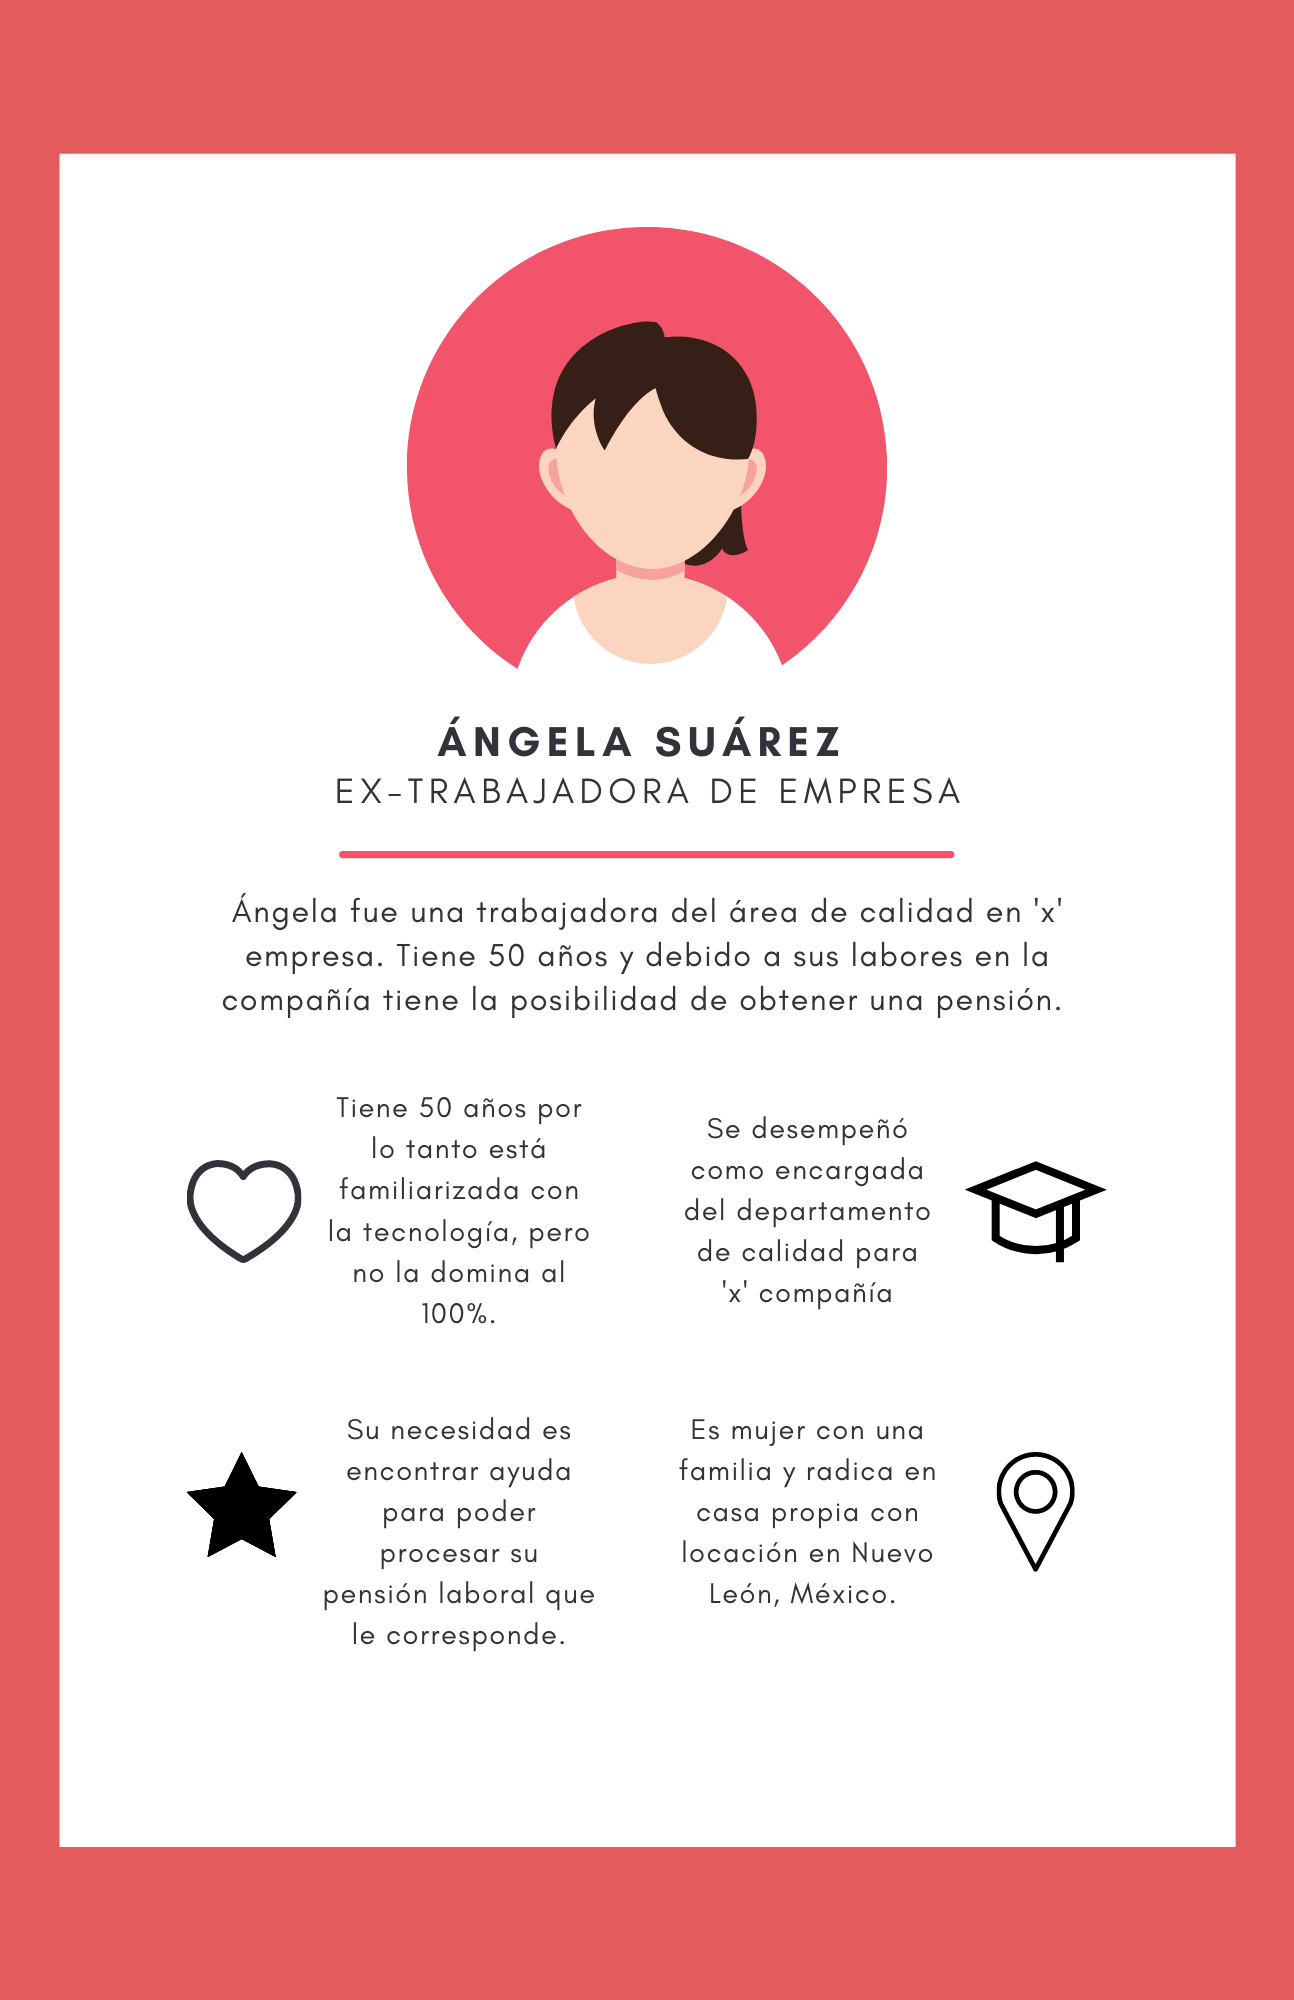 ÁNGELA SUÁREZ
EX-TRABAJADORA DE EMPRESA
Ángela fue una trabajadora del área de calidad en 'x'
empresa. Tiene 50 años y debido a sus labores en la
compañía tiene la posibilidad de obtener una pensión.
Tiene 50 años por
lo tanto está
familiarizada con
la tecnología, pero
no la domina al
100%.
Se desempeñó
como encargada
del departamento
de calidad para
'x' compañía
Su necesidad es
encontrar ayuda
para poder
procesar su
pensión laboral que
le corresponde.
Es mujer con una
familia y radica en
casa propia con
locación en Nuevo
León, México.